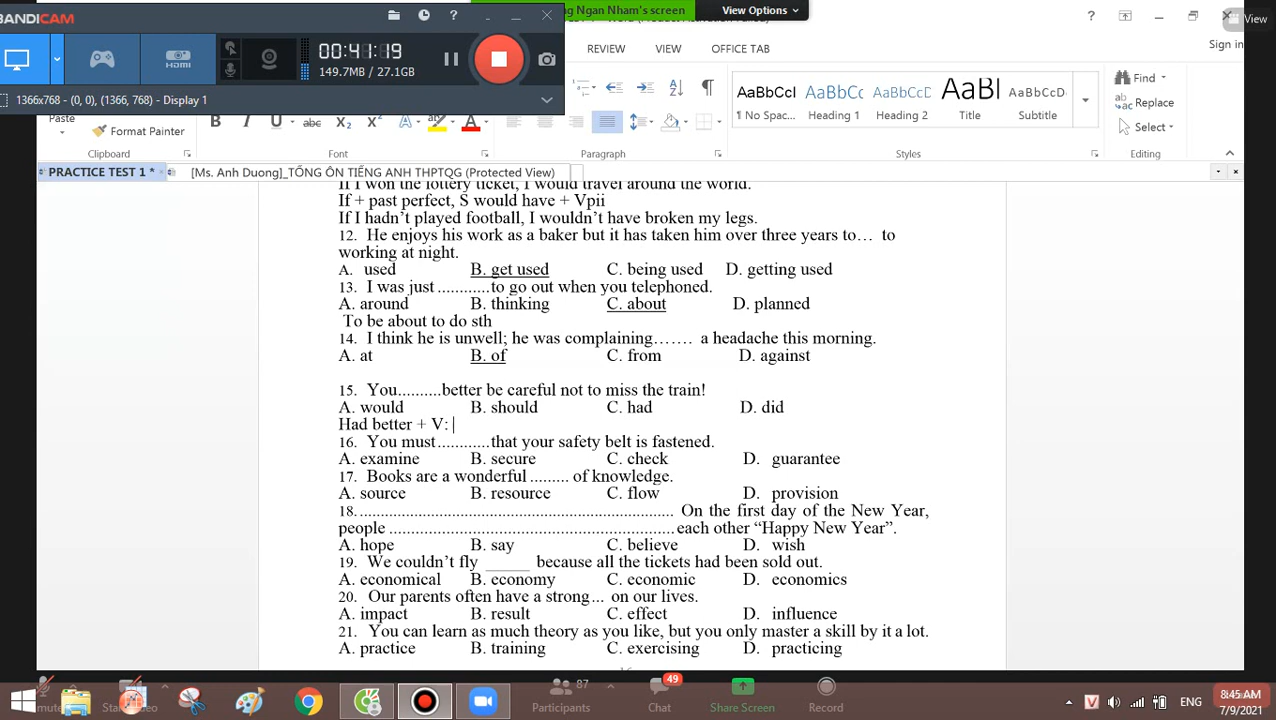 BANDICAM
ng Ngan Nham's screen
View Options
View
00:41:19
149.7MB / 27.1GB
HDMI
REVIEW VIEW OFFICE TAB
Sign in
1366x768 - (0, 0), (1366, 768) - Display 1
AaBbCcI AaBbCc AaBbCcD AaBl AaBbCcD
¶ No Spac... Heading 1 Heading 2 Title Subtitle
Find
Replace
Select
Paste Format Painter
B I U abc X₂ X² A A
Clipboard Font Paragraph Styles Editing
PRACTICE TEST 1 * [Ms. Anh Duong]_TỔNG ÔN TIẾNG ANH THPTQG (Protected View)
If I won the lottery ticket, I would travel around the world.
If + past perfect, S would have + Vpii
If I hadn't played football, I wouldn't have broken my legs.
12. He enjoys his work as a baker but it has taken him over three years to… to
working at night.
A. used B. get used C. being used D. getting used
13. I was just ............to go out when you telephoned.
A. around B. thinking C. about D. planned
To be about to do sth
14. I think he is unwell; he was complaining……. a headache this morning.
A. at B. of C. from D. against
15. You..........better be careful not to miss the train!
A. would B. should C. had D. did
Had better + V:
16. You must............that your safety belt is fastened.
A. examine B. secure C. check D. guarantee
17. Books are a wonderful ......... of knowledge.
A. source B. resource C. flow D. provision
18......................................................................... On the first day of the New Year,
people .................................................................each other “Happy New Year”.
A. hope B. say C. believe D. wish
19. We couldn't fly _____ because all the tickets had been sold out.
A. economical B. economy C. economic D. economics
20. Our parents often have a strong... on our lives.
A. impact B. result C. effect D. influence
21. You can learn as much theory as you like, but you only master a skill by it a lot.
A. practice B. training C. exercising D. practicing
87
49
Participants Chat Share Screen Record
V ENG
8:45 AM
7/9/2021